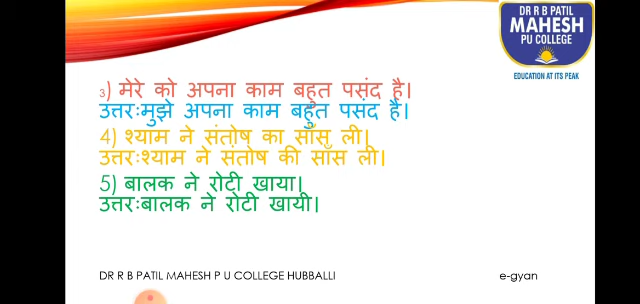 DR R B PATIL
MAHESH
PU COLLEGE
EDUCATION AT ITS PEAK
3) मेरे को अपना काम बहुत पसंद है।
उत्तरःमुझे अपना काम बहुत पसंद है।
4) श्याम ने संतोष का साँस ली।
उत्तरःश्याम ने संतोष की साँस ली।
5) बालक ने रोटी खाया।
उत्तरःबालक ने रोटी खायी।
DR R B PATIL MAHESH P U COLLEGE HUBBALLI
e-gyan